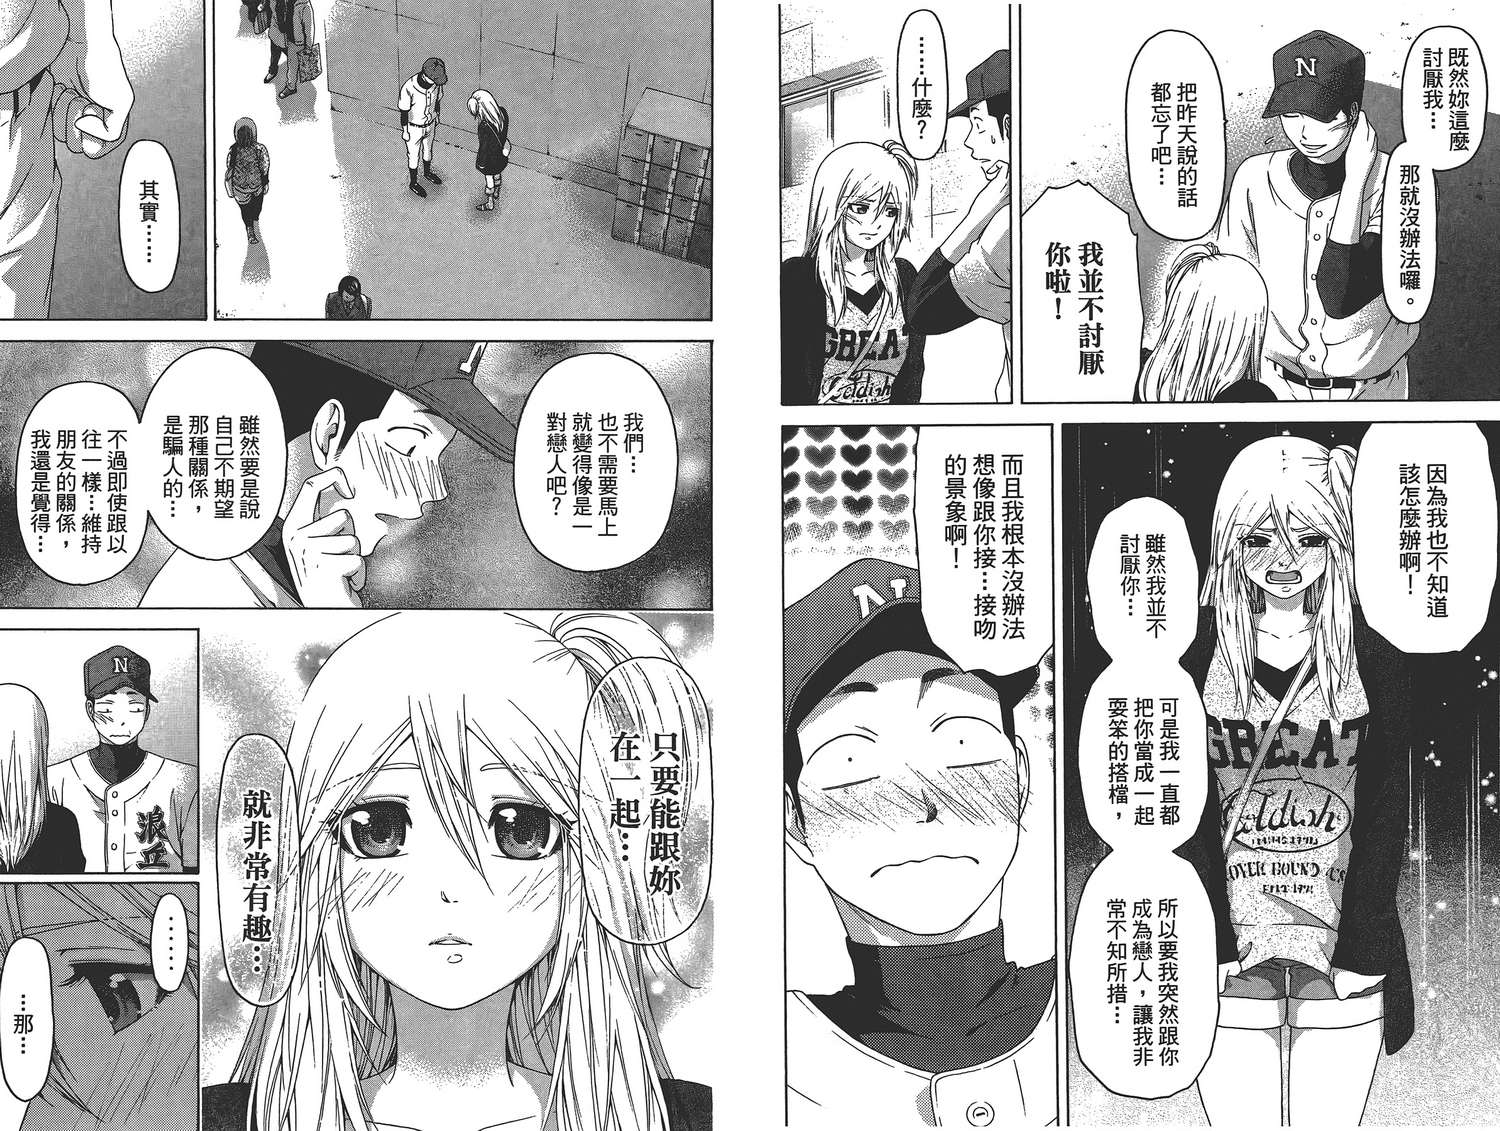 既然妳這麼
討厭我…
那就沒辦法囉。
N
把昨天說的話
都忘了吧…
我並不討厭
你啦！
……什麼？
GREAT
因為我也不知道
該怎麼辦啊！
雖然我並不
討厭你…
可是我一直都
把你當成一起
耍笨的搭檔，
所以要我突然跟你
成為戀人，讓我非
常不知所措…
GREAT
而且我根本沒辦法
想像跟你接…接吻
的景象啊！
N
其實……
我們…
也不需要馬上
就變得像是一
對戀人吧？
雖然要是說
自己不期望
那種關係，
是騙人的…
不過即使跟以
往一樣…維持
朋友的關係，
我還是覺得…
只要能跟妳
在一起…
就非常有趣…
N
浪丘
……
…那…